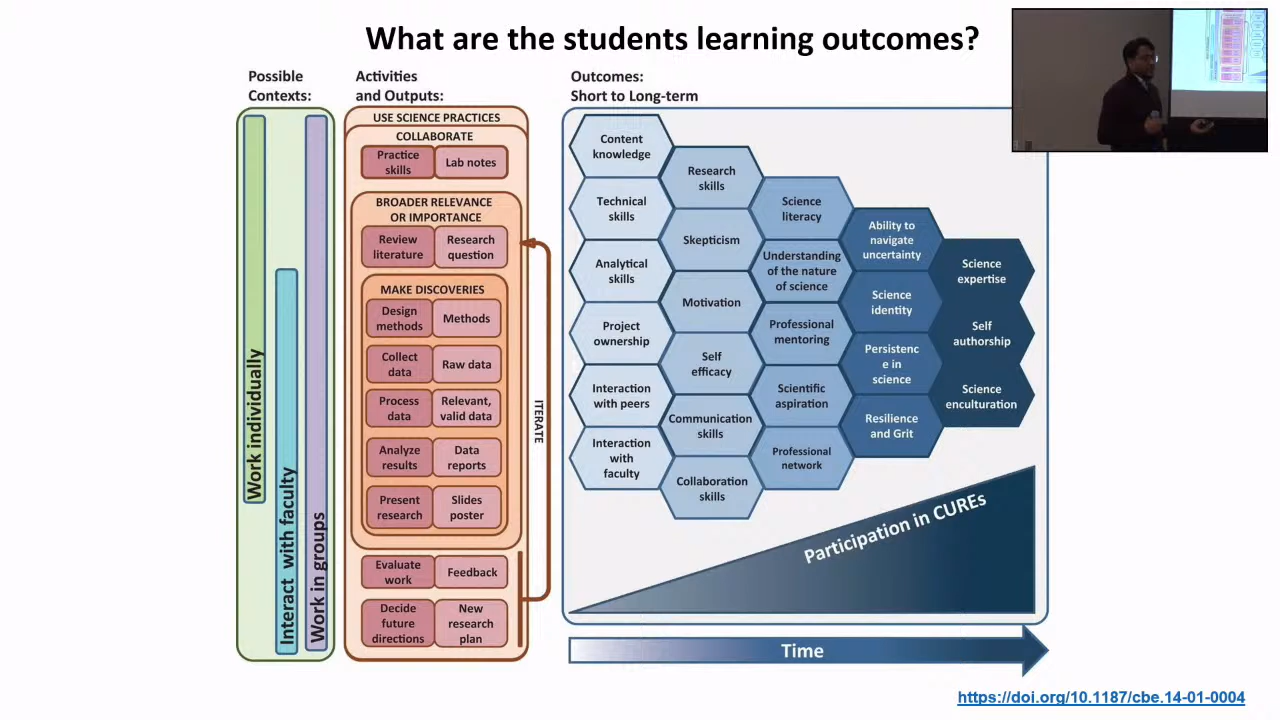 What are the students learning outcomes?
Possible
Contexts:
Activities
and Outputs:
Outcomes:
Short to Long-term
Work individually
Interact with faculty
Work in groups
USE SCIENCE PRACTICES
COLLABORATE
Practice
skills
Lab notes
BROADER RELEVANCE
OR IMPORTANCE
Review
literature
Research
question
MAKE DISCOVERIES
Design
methods
Methods
Collect
data
Raw data
Process
data
Relevant,
valid data
Analyze
results
Data
reports
Present
research
Slides
poster
Evaluate
work
Feedback
Decide
future
directions
New
research
plan
ITERATE
Content
knowledge
Technical
skills
Analytical
skills
Project
ownership
Interaction
with peers
Interaction
with
faculty
Research
skills
Skepticism
Motivation
Self
efficacy
Communication
skills
Collaboration
skills
Science
literacy
Understanding
of the nature
of science
Professional
mentoring
Scientific
aspiration
Professional
network
Ability to
navigate
uncertainty
Science
identity
Persistenc
e in
science
Resilience
and Grit
Science
expertise
Self
authorship
Science
enculturation
Participation in CUREs
Time
https://doi.org/10.1187/cbe.14-01-0004